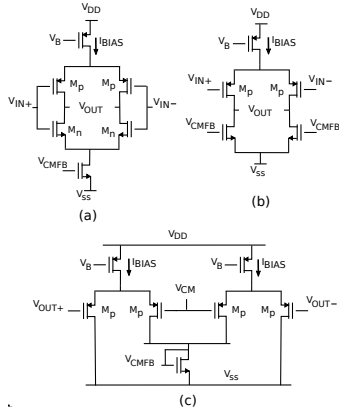 VDD
VB
IBIAS
Mp
Mp
VIN+
VOUT
VIN−
Mn
Mn
VCMFB
Vss
(a)
VDD
VB
IBIAS
VIN+
Mp
Mp
VIN−
VOUT
VCMFB
VCMFB
Vss
(b)
VDD
VB
IBIAS
VB
IBIAS
VOUT+
Mp
Mp
VCM
Mp
Mp
VOUT−
VCMFB
Vss
(c)